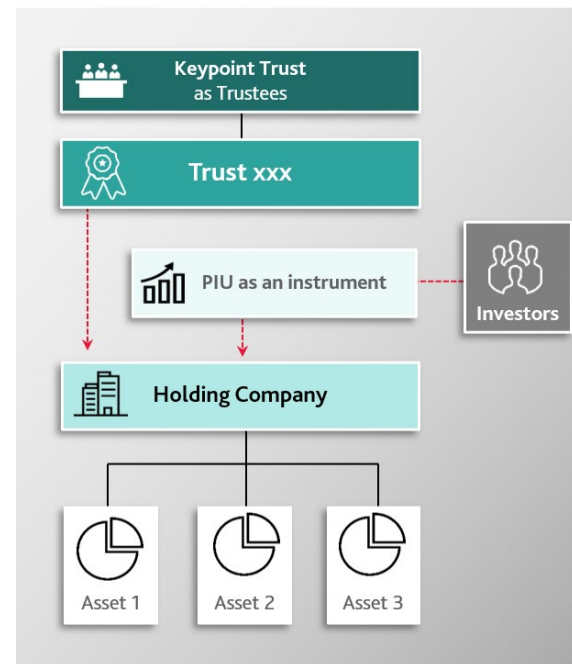 Keypoint Trust
as Trustees
Trust xxx
PIU as an instrument
Investors
Holding Company
Asset 1
Asset 2
Asset 3